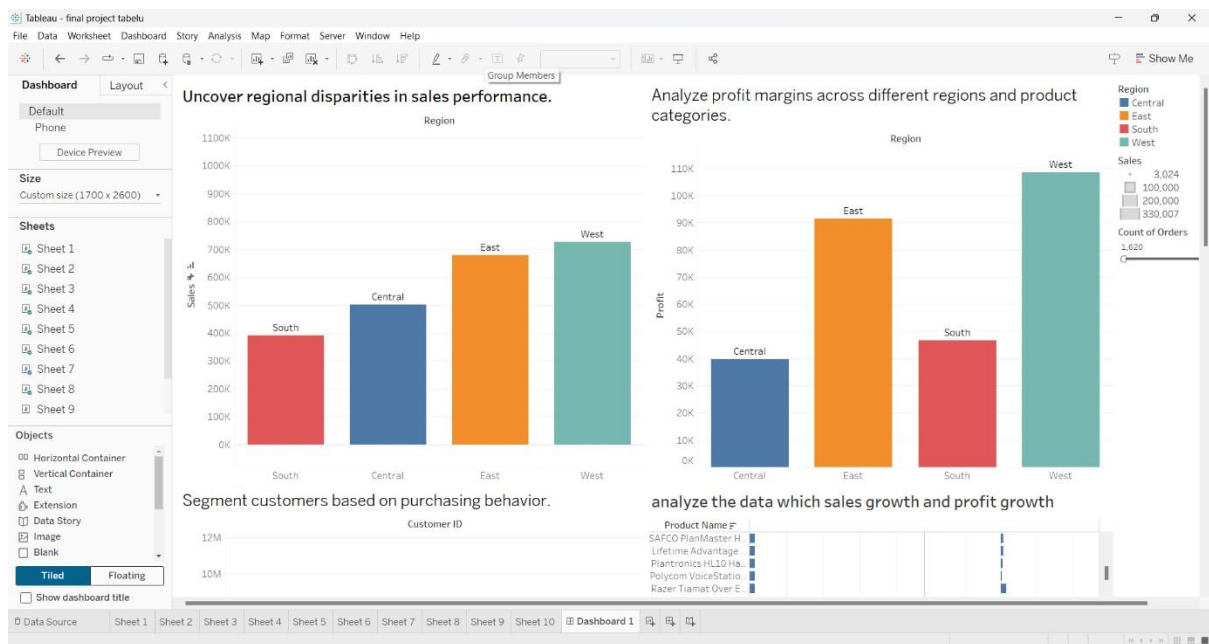 Tableau - final project tabelu
File Data Worksheet Dashboard Story Analysis Map Format Server Window Help
Show Me
Group Members
Dashboard Layout
Default
Phone
Device Preview
Size
Custom size (1700 x 2600)
Sheets
Sheet 1
Sheet 2
Sheet 3
Sheet 4
Sheet 5
Sheet 6
Sheet 7
Sheet 8
Sheet 9
Objects
Horizontal Container
Vertical Container
Text
Extension
Data Story
Image
Blank
Tiled Floating
Show dashboard title
Uncover regional disparities in sales performance.
Region
1100K
1000K
900K
800K
700K
600K
500K
400K
300K
200K
100K
0K
Sales
South
Central
East
West
South Central East West
Analyze profit margins across different regions and product
categories.
Region
110K
100K
90K
80K
70K
60K
50K
40K
30K
20K
10K
0K
Profit
Central
East
South
West
Central East South West
Region
Central
East
South
West
Sales
3,024
100,000
200,000
330,007
Count of Orders
1,620
Segment customers based on purchasing behavior.
Customer ID
12M
10M
analyze the data which sales growth and profit growth
Product Name
SAFCO PlanMaster H..
Lifetime Advantage ..
Plantronics HL10 Ha..
Polycom VoiceStatio..
Razer Tiamat Over E..
Data Source Sheet 1 Sheet 2 Sheet 3 Sheet 4 Sheet 5 Sheet 6 Sheet 7 Sheet 8 Sheet 9 Sheet 10 Dashboard 1